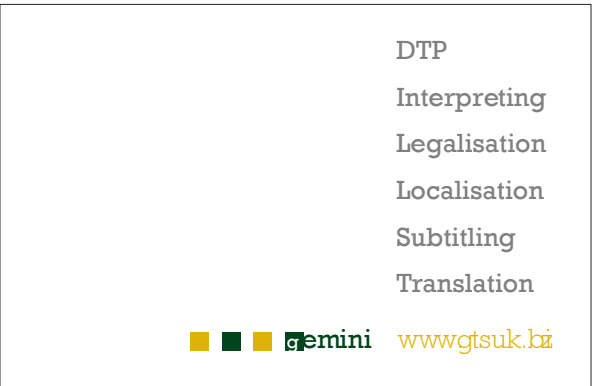 DTP
Interpreting
Legalisation
Localisation
Subtitling
Translation
gemini www.gtsuk.biz